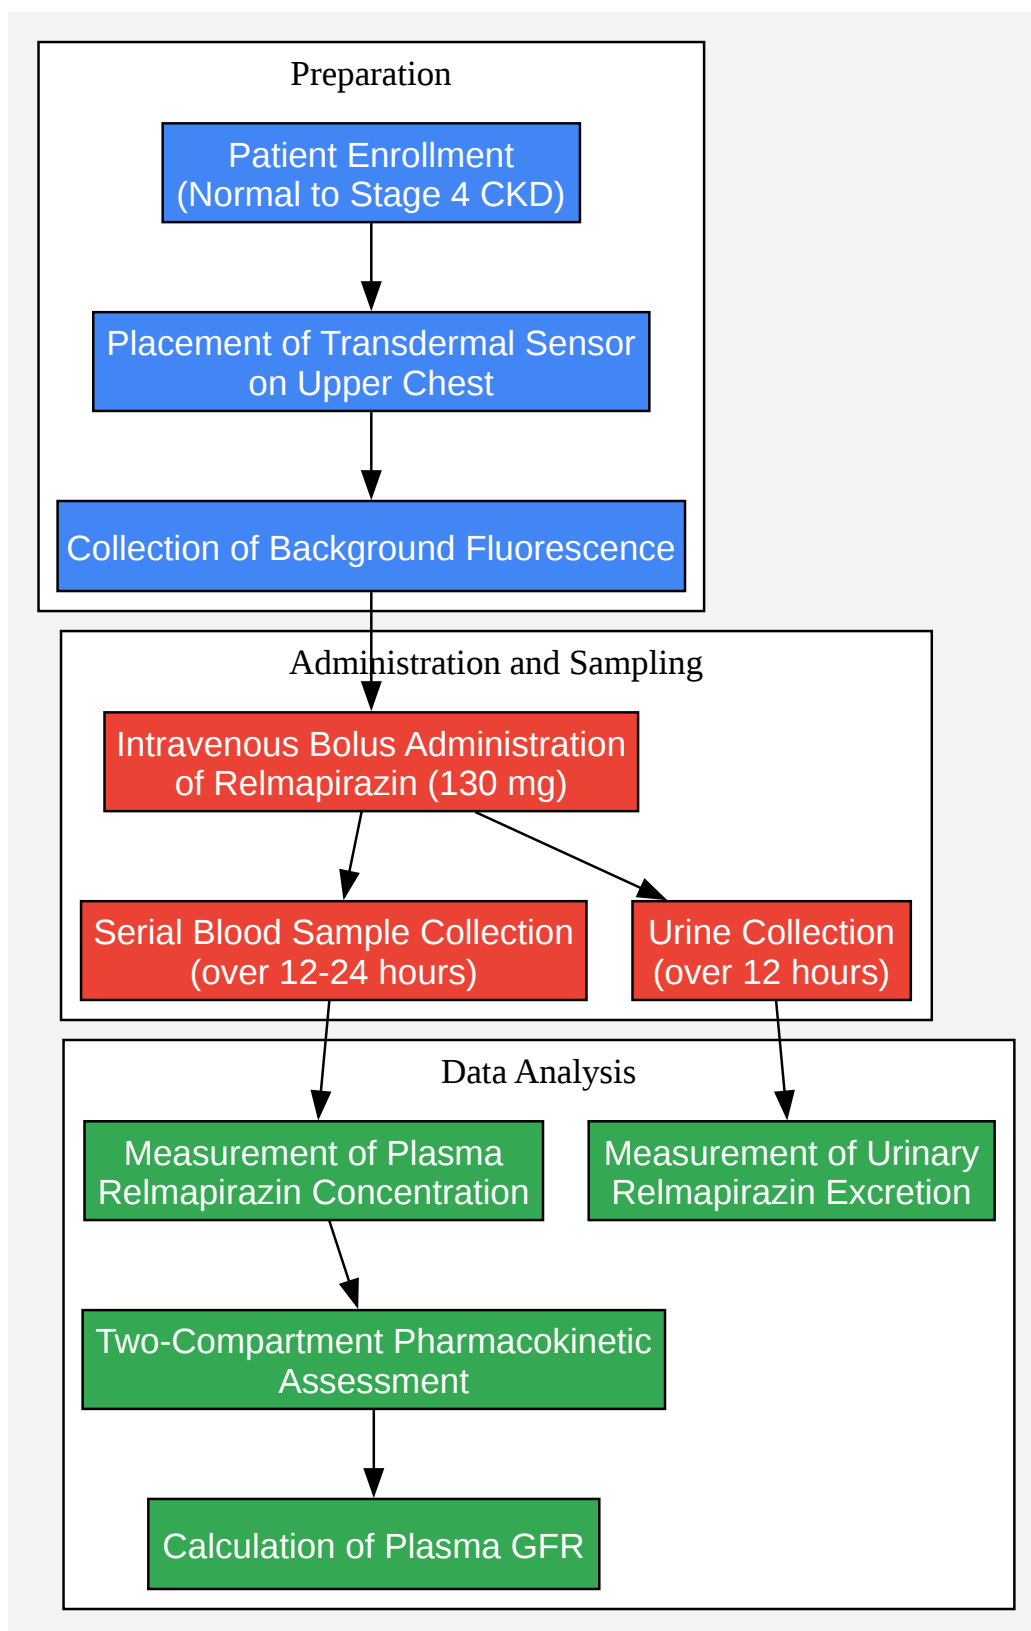 Preparation
Patient Enrollment
(Normal to Stage 4 CKD)
Placement of Transdermal Sensor
on Upper Chest
Collection of Background Fluorescence
Administration and Sampling
Intravenous Bolus Administration
of Relmapirazin (130 mg)
Serial Blood Sample Collection
(over 12-24 hours)
Urine Collection
(over 12 hours)
Data Analysis
Measurement of Plasma
Relmapirazin Concentration
Measurement of Urinary
Relmapirazin Excretion
Two-Compartment Pharmacokinetic
Assessment
Calculation of Plasma GFR